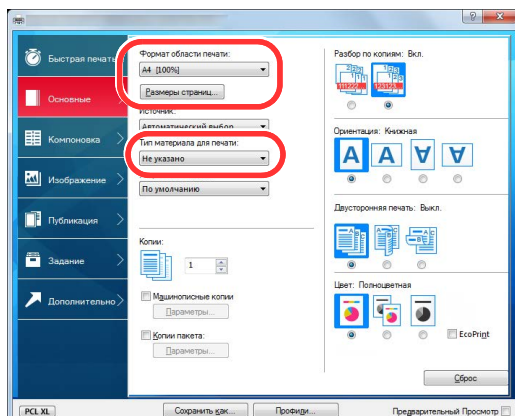 Быстрая печать
Основные
Компоновка
Изображение
Публикация
Задание
Дополнительно
Формат области печати:
A4 [100%]
Размеры страниц...
Источник:
Автоматический выбор
Тип материала для печати:
Не указано
По умолчанию
Копии:
1
Машинописные копии
Параметры...
Копии пакета:
Параметры...
Разбор по копиям: Вкл.
111222 123123
Ориентация: Книжная
A A A A
Двусторонняя печать: Выкл.
Цвет: Полноцветная
EcoPrint
Сброс
PCL XL
Сохранить как...
Профили...
Предварительный Просмотр